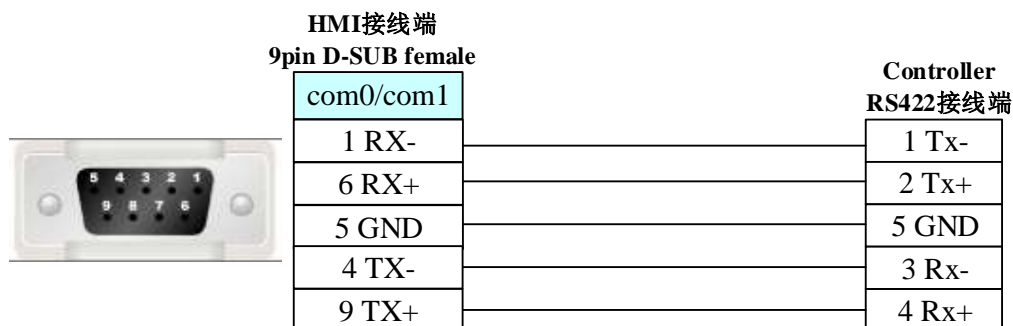 HMI接线端
9pin D-SUB female
Controller
RS422接线端
com0/com1
1 RX-
1 Tx-
6 RX+
2 Tx+
5 GND
5 GND
4 TX-
3 Rx-
9 TX+
4 Rx+
5 4 3 2 1
9 8 7 6